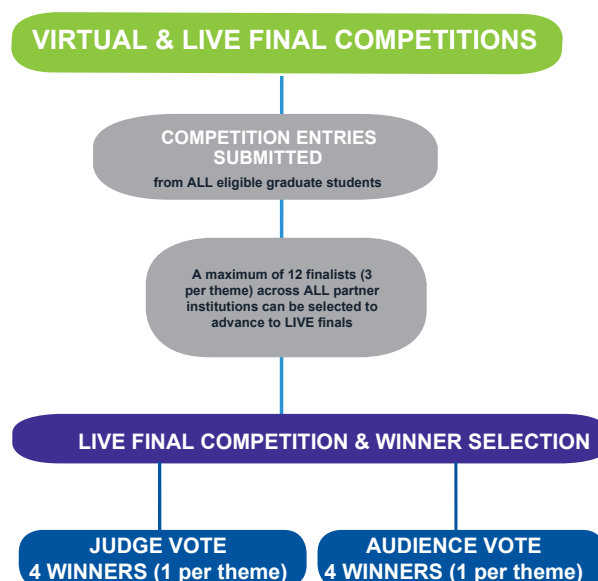 VIRTUAL & LIVE FINAL COMPETITIONS
COMPETITION ENTRIES
SUBMITTED
from ALL eligible graduate students
A maximum of 12 finalists (3
per theme) across ALL partner
institutions can be selected to
advance to LIVE finals
LIVE FINAL COMPETITION & WINNER SELECTION
JUDGE VOTE
4 WINNERS (1 per theme)
AUDIENCE VOTE
4 WINNERS (1 per theme)